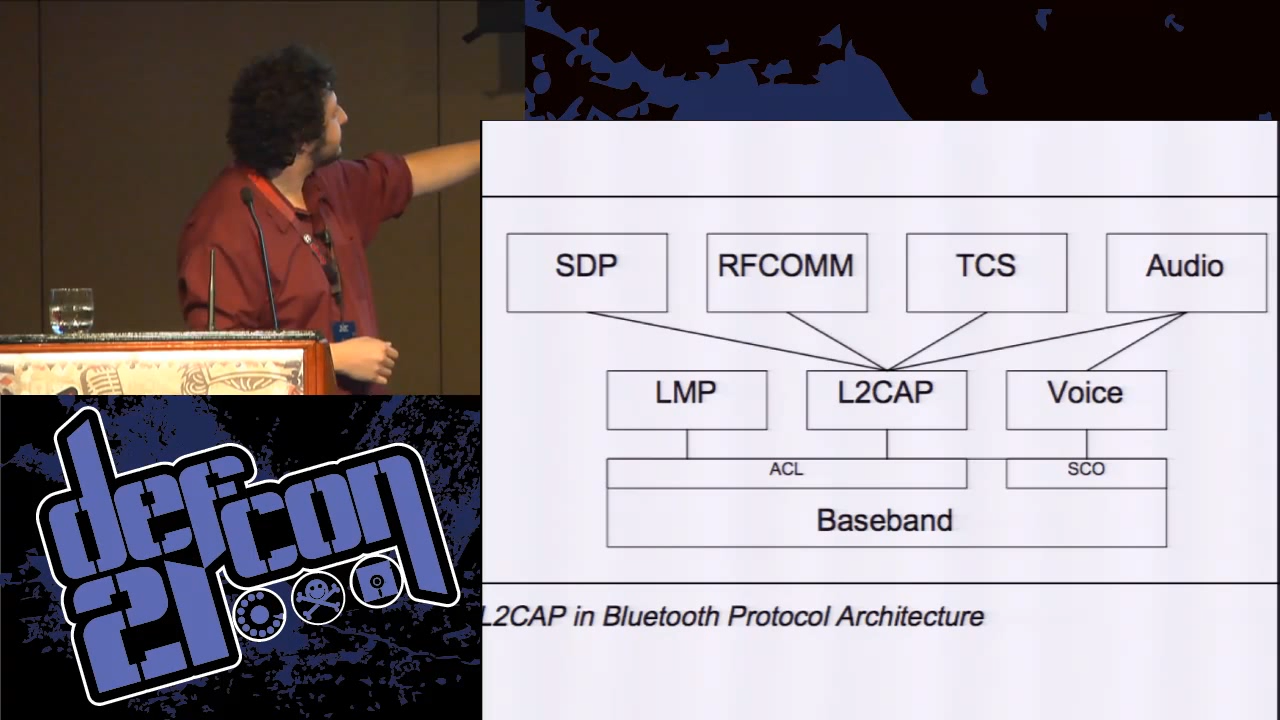 SDP
RFCOMM
TCS
Audio
LMP
L2CAP
Voice
ACL
SCO
Baseband
L2CAP in Bluetooth Protocol Architecture
defcon
21